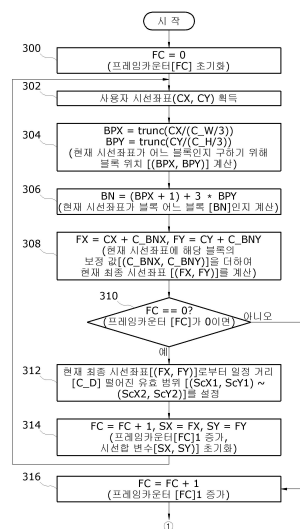 시 작
300
FC = 0
(프레임카운터[FC] 초기화)
302
사용자 시선좌표(CX, CY) 획득
304
BPX = trunc(CX/(C_W/3))
BPY = trunc(CY/(C_H/3))
(현재 시선좌표가 어느 블록인지 구하기 위해
블록 위치 [(BPX, BPY)] 계산)
306
BN = (BPX + 1) + 3 * BPY
(현재 시선좌표가 블록 어느 블록 [BN]인지 계산)
308
FX = CX + C_BNX, FY = CY + C_BNY
(현재 시선좌표에 해당 블록의
보정 값[(C_BNX, C_BNY)]을 더하여
현재 최종 시선좌표 [(FX, FY)]를 계산)
310
FC == 0?
(프레임카운터 [FC]가 0이면)
아니오
예
312
현재 최종 시선좌표[(FX, FY)]로부터 일정 거리
[C_D] 떨어진 유효 범위 [(ScX1, ScY1) ~
(ScX2, ScY2)]를 설정
314
FC = FC + 1, SX = FX, SY = FY
(프레임카운터[FC]1 증가,
시선합 변수[SX, SY)] 초기화)
316
FC = FC + 1
(프레임카운터[FC]1 증가)
①